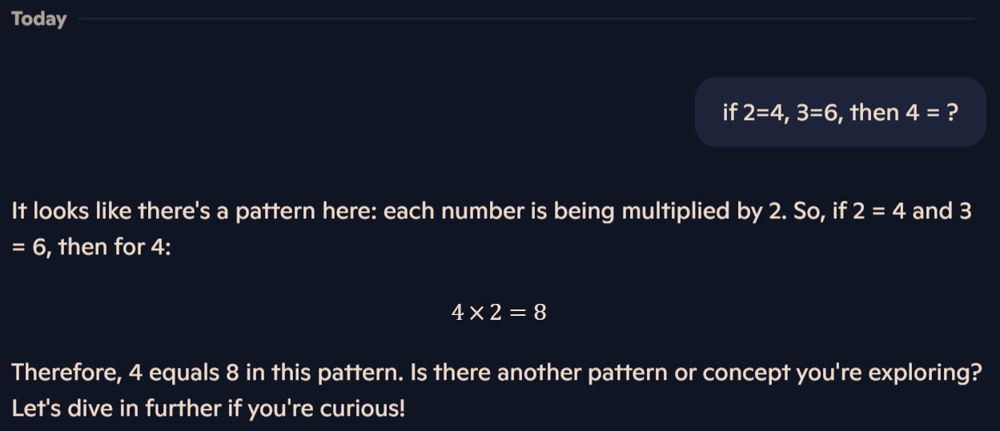 Today
if 2=4, 3=6, then 4 = ?
It looks like there's a pattern here: each number is being multiplied by 2. So, if 2 = 4 and 3
= 6, then for 4:
4 × 2 = 8
Therefore, 4 equals 8 in this pattern. Is there another pattern or concept you're exploring?
Let's dive in further if you're curious!